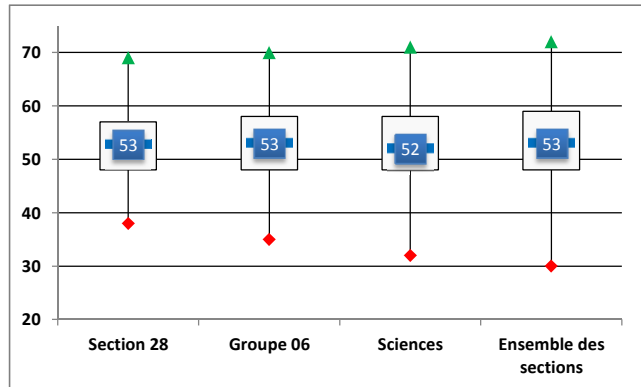 70
60
50
40
30
20
53
53
52
53
Section 28
Groupe 06
Sciences
Ensemble des
sections